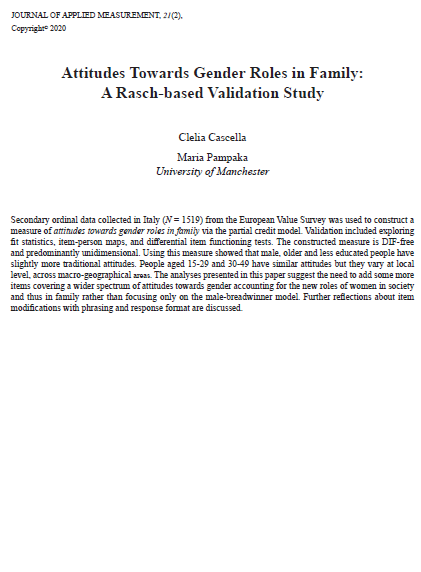 JOURNAL OF APPLIED MEASUREMENT, 21(2),
Copyright© 2020
Attitudes Towards Gender Roles in Family:
A Rasch-based Validation Study
Clelia Cascella
Maria Pampaka
University of Manchester
Secondary ordinal data collected in Italy (N = 1519) from the European Value Survey was used to construct a
measure of attitudes towards gender roles in family via the partial credit model. Validation included exploring
fit statistics, item-person maps, and differential item functioning tests. The constructed measure is DIF-free
and predominantly unidimensional. Using this measure showed that male, older and less educated people have
slightly more traditional attitudes. People aged 15-29 and 30-49 have similar attitudes but they vary at local
level, across macro-geographical areas. The analyses presented in this paper suggest the need to add some more
items covering a wider spectrum of attitudes towards gender accounting for the new roles of women in society
and thus in family rather than focusing only on the male-breadwinner model. Further reflections about item
modifications with phrasing and response format are discussed.